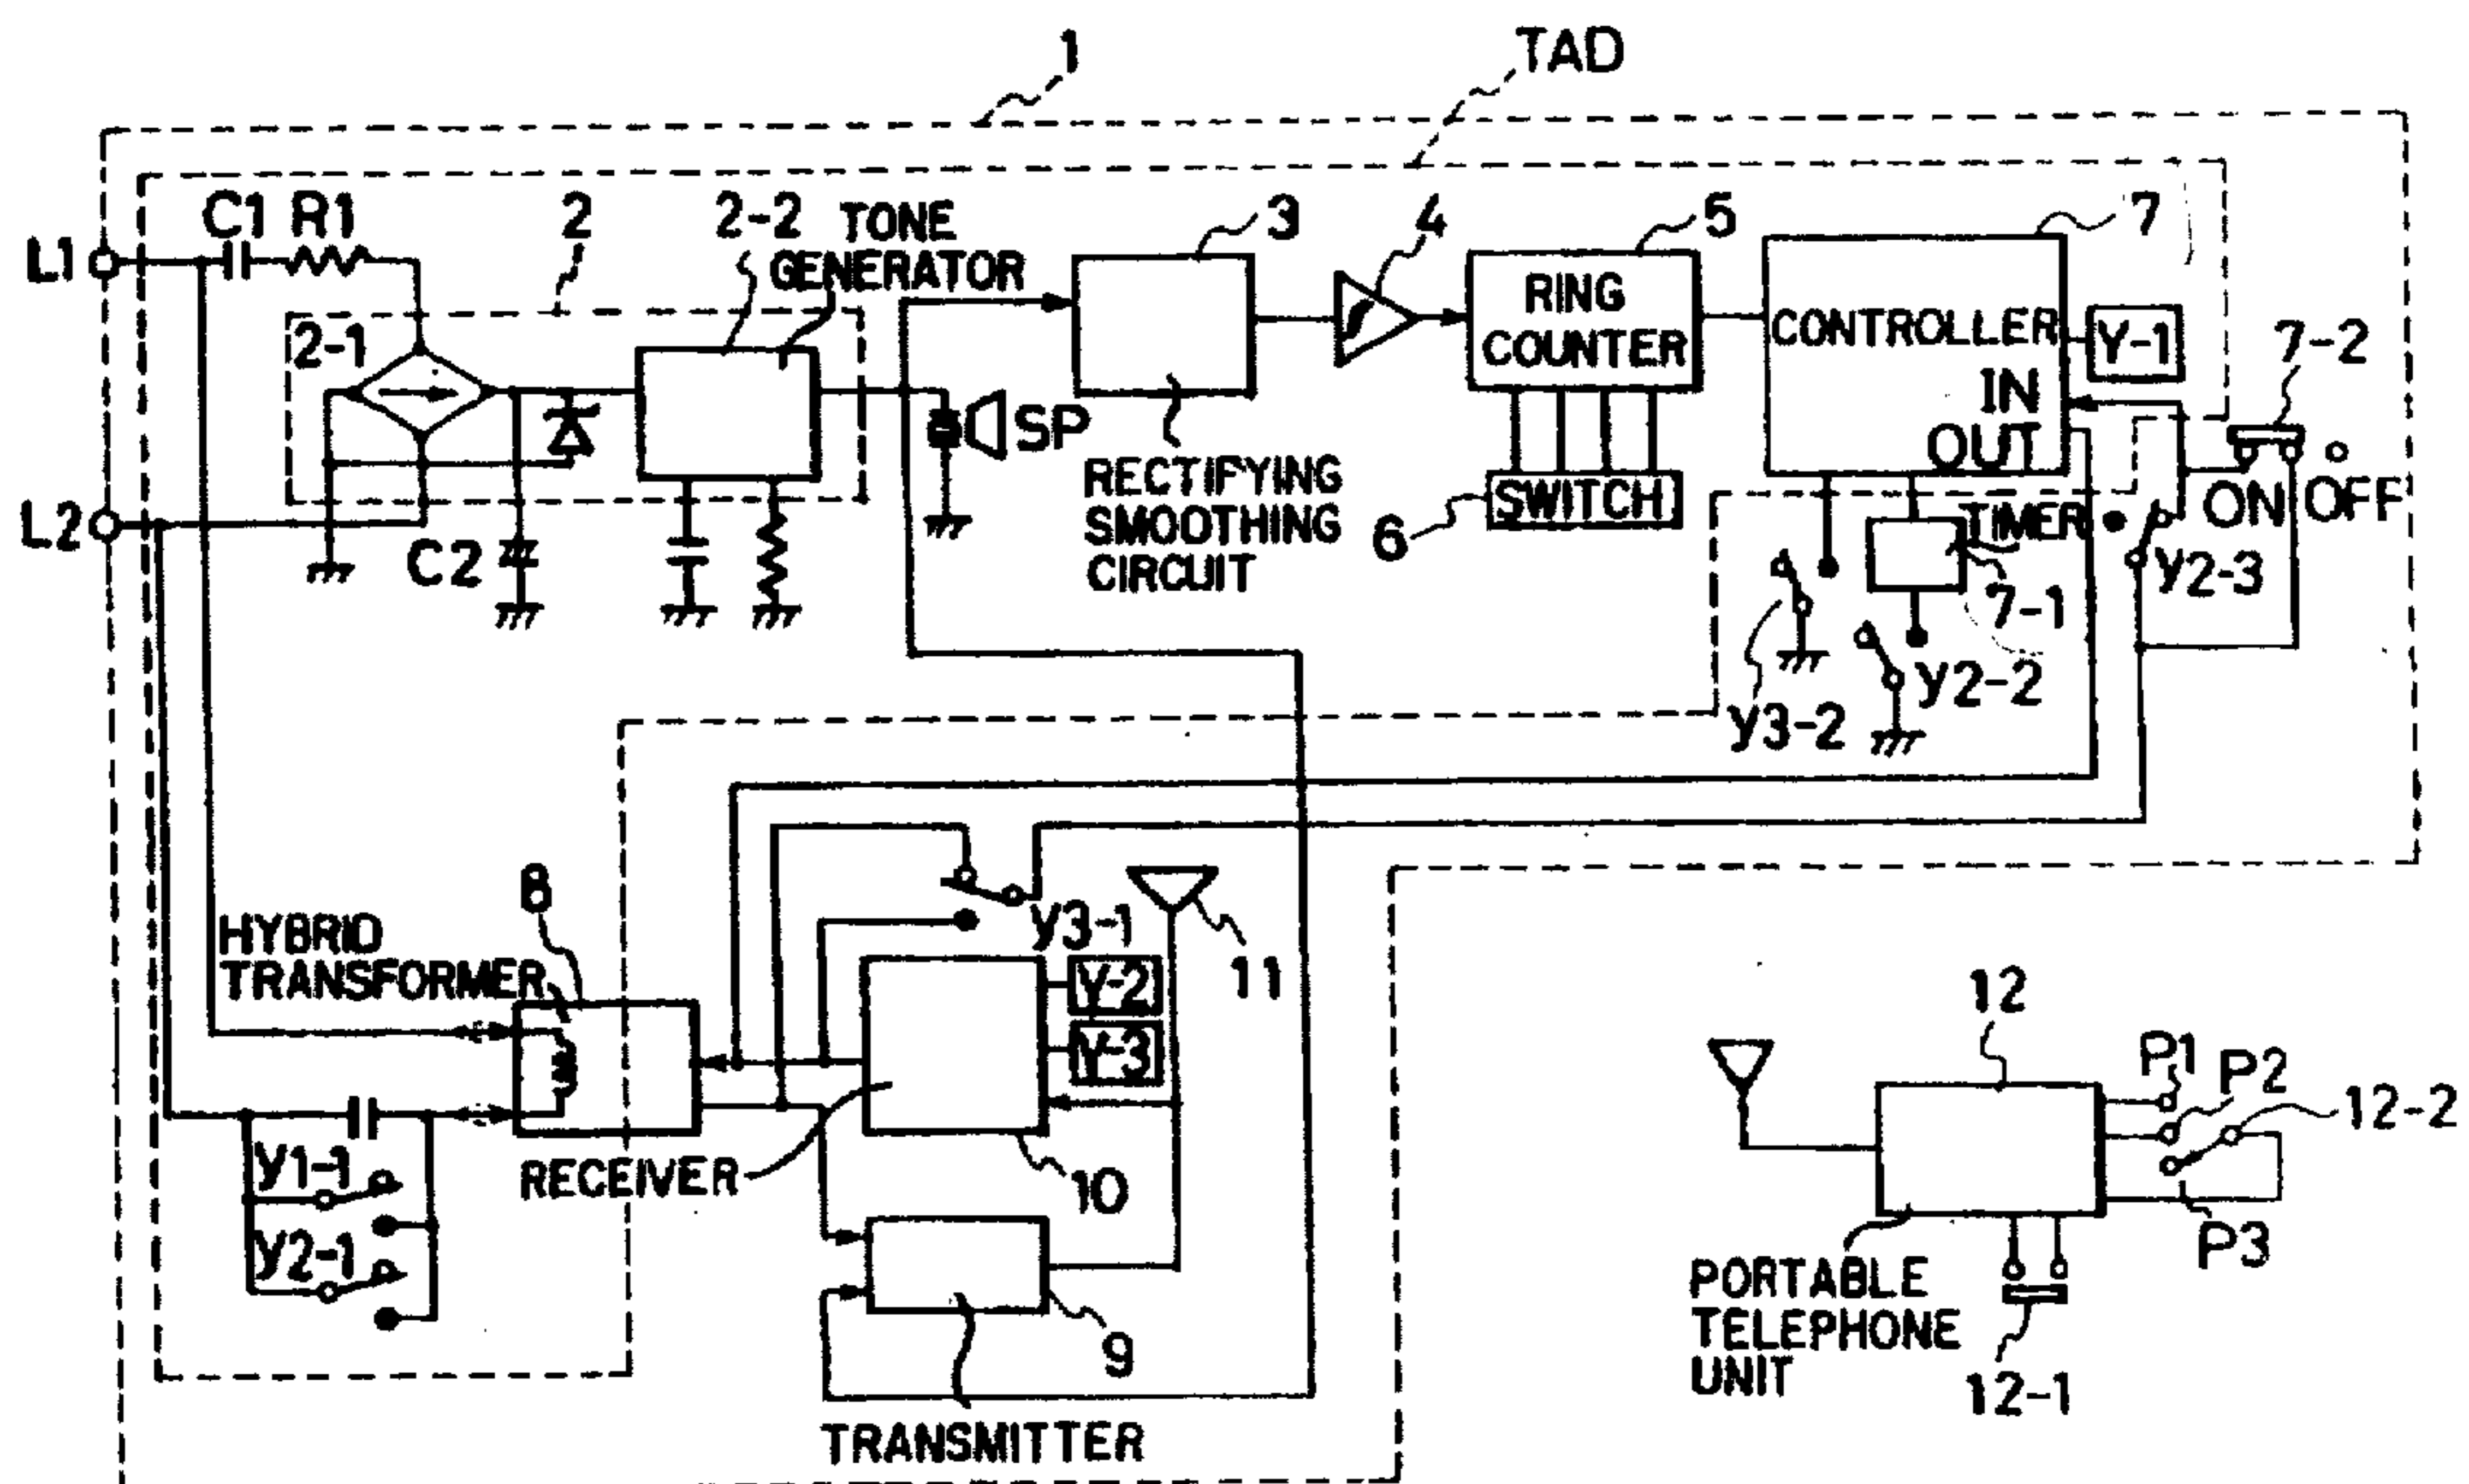 1
TAD
C1 R1
2
2-2
TONE
GENERATOR
3
4
5
7
L1
2-1
RING
COUNTER
CONTROLLER
Y-1
7-2
IN
OUT
SP
RECTIFYING
SMOOTHING
CIRCUIT
SWITCH
6
TIMER
ON
OFF
L2
C2
y2-3
7-1
y2-2
y3-2
8
HYBRID
TRANSFORMER
y3-1
11
Y-2
Y-3
12
P1
P2
12-2
y1-1
RECEIVER
10
P3
y2-1
9
PORTABLE
TELEPHONE
UNIT
12-1
TRANSMITTER